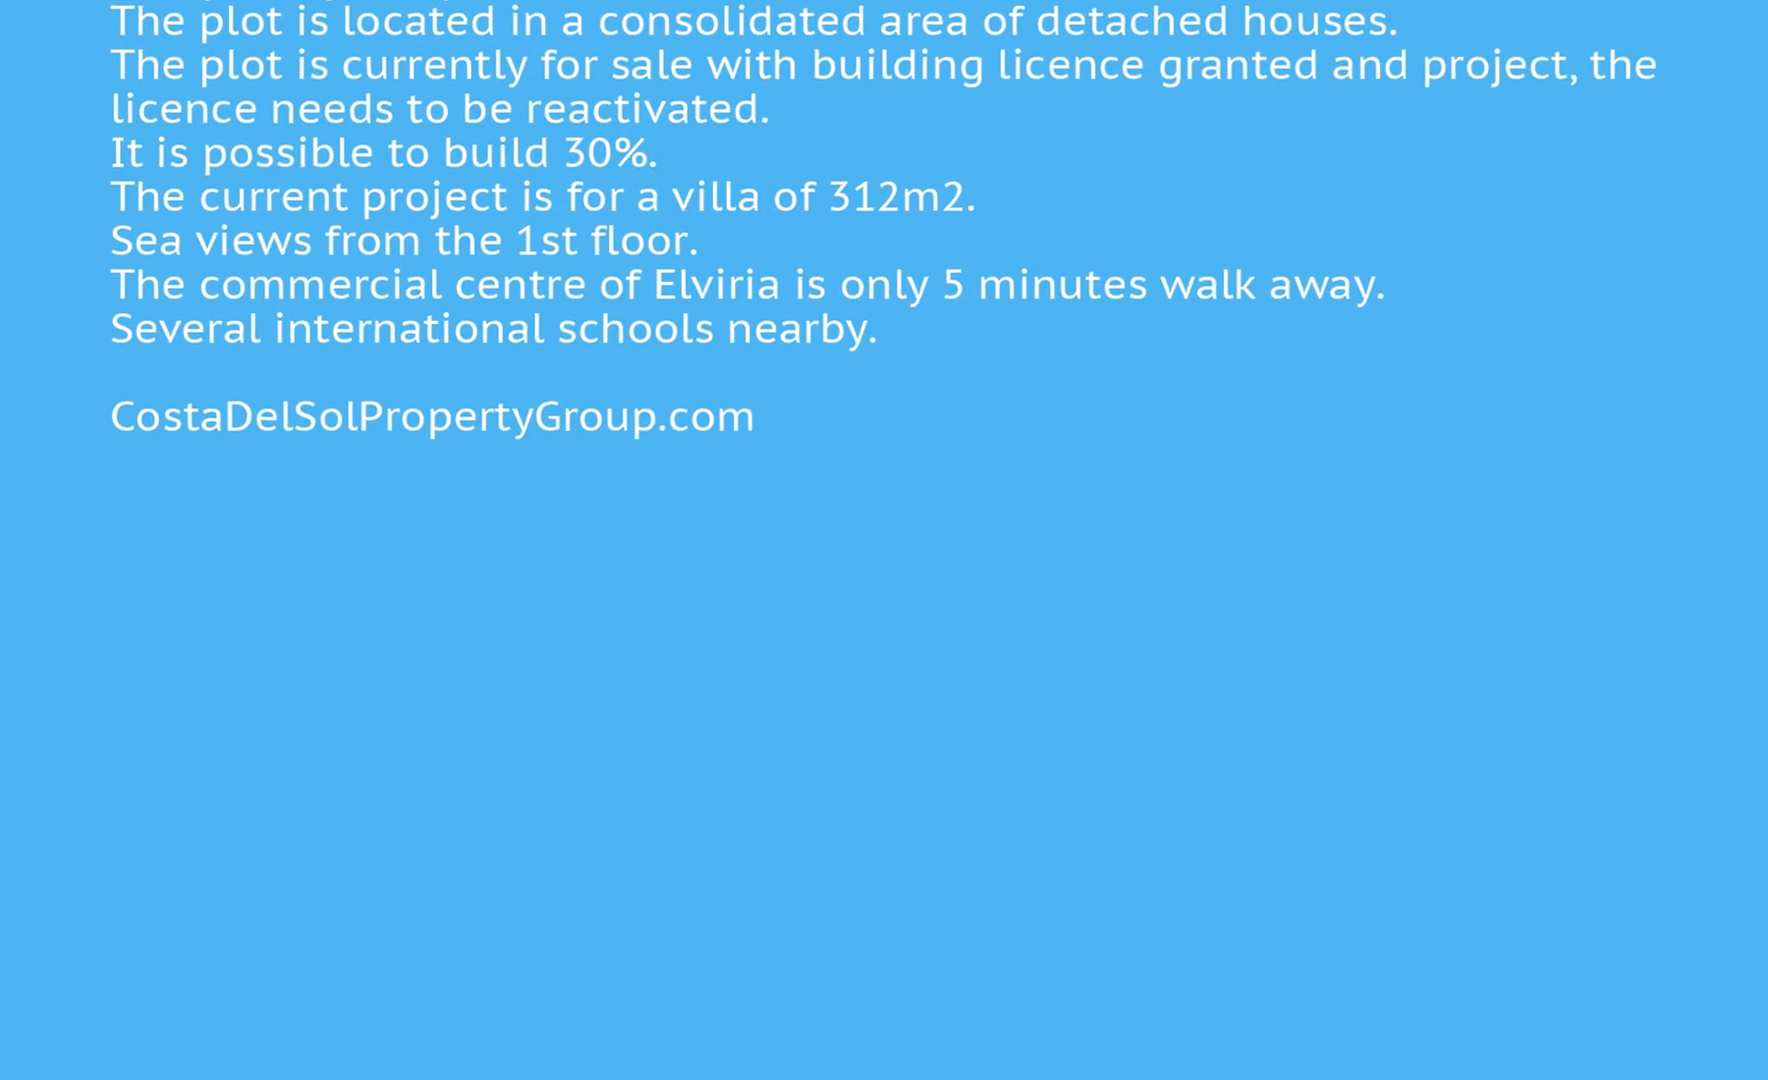 The plot is located in a consolidated area of detached houses.
The plot is currently for sale with building licence granted and project, the
licence needs to be reactivated.
It is possible to build 30%.
The current project is for a villa of 312m2.
Sea views from the 1st floor.
The commercial centre of Elviria is only 5 minutes walk away.
Several international schools nearby.
CostaDelSolPropertyGroup.com